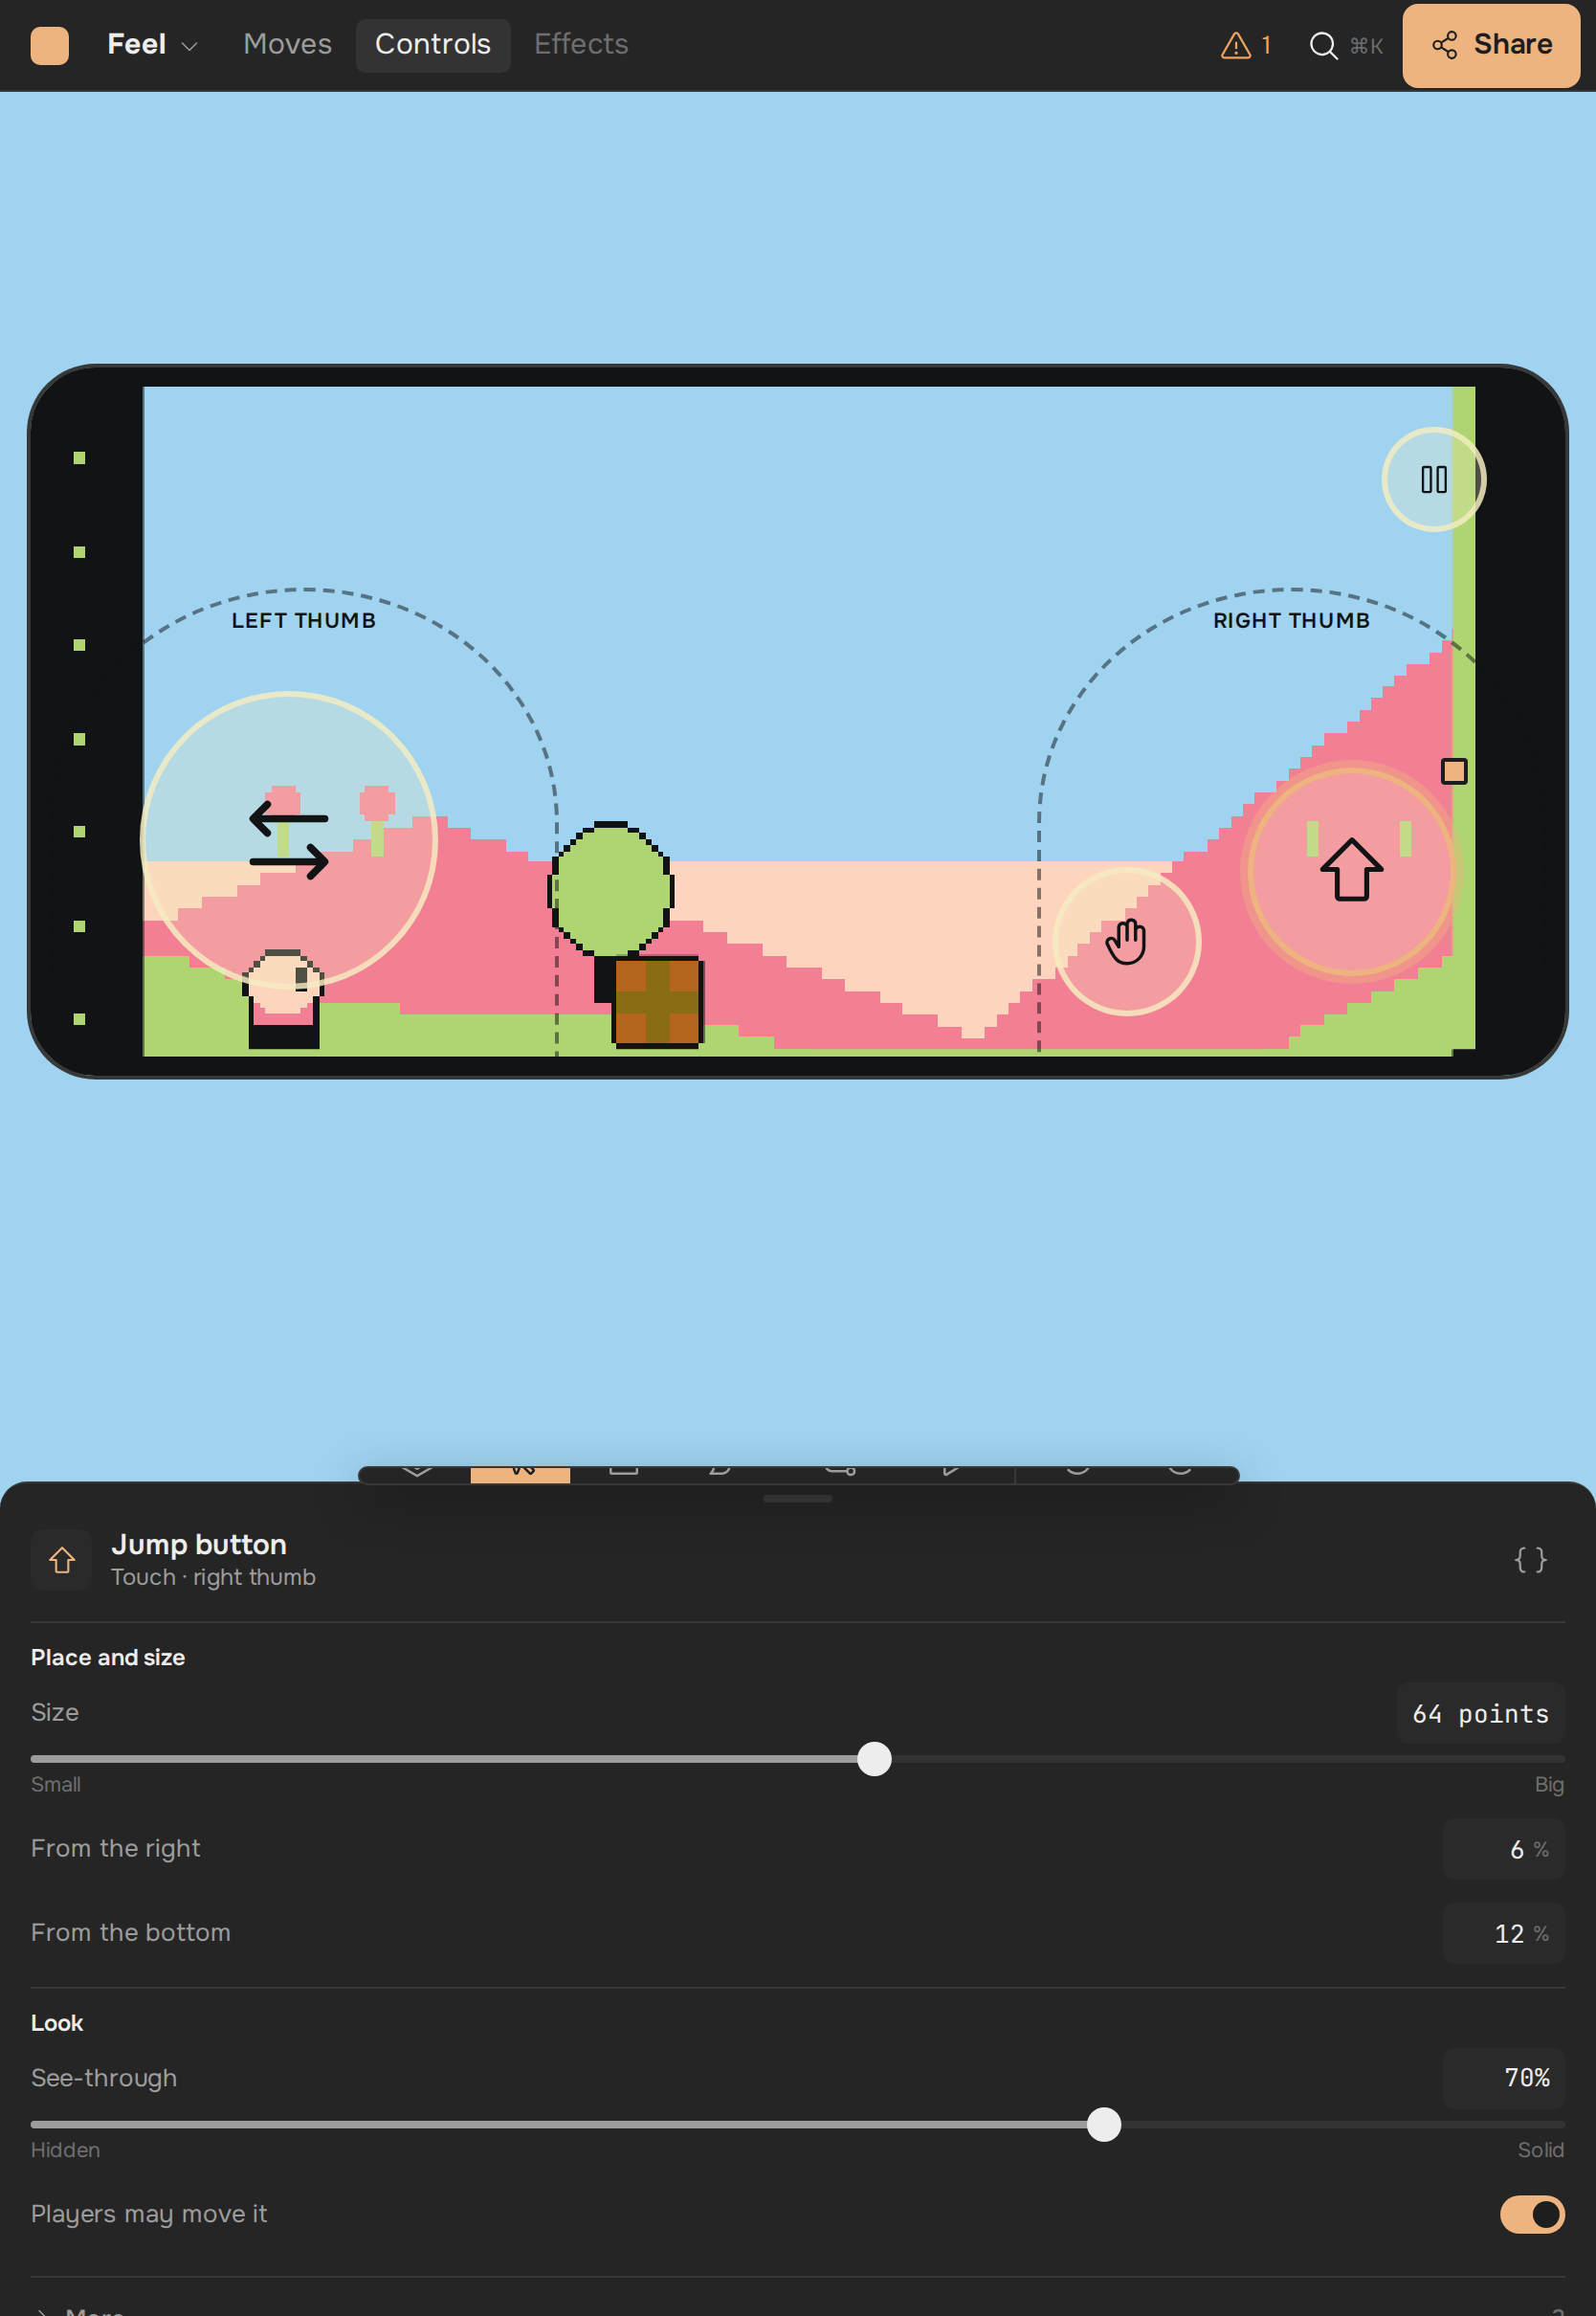 Feel
Moves
Controls
Effects
1
⌘K
Share
LEFT THUMB
RIGHT THUMB
Jump button
Touch · right thumb
{ }
Place and size
Size
64 points
Small
Big
From the right
6 %
From the bottom
12 %
Look
See-through
70%
Hidden
Solid
Players may move it
More